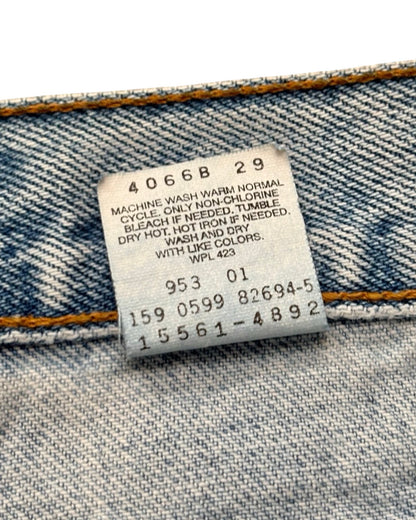 4066B 29
MACHINE WASH WARM NORMAL
CYCLE. ONLY NON-CHLORINE
BLEACH IF NEEDED. TUMBLE
DRY HOT. HOT IRON IF NEEDED.
WASH AND DRY
WITH LIKE COLORS.
WPL 423
953 01
159 0599 82694-5
15561-4892